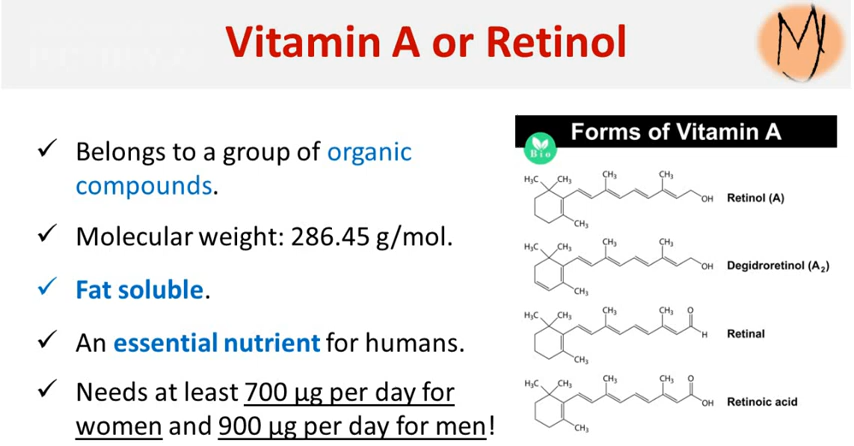 Vitamin A or Retinol
MJ
✓ Belongs to a group of organic
compounds.
✓ Molecular weight: 286.45 g/mol.
✓ Fat soluble.
✓ An essential nutrient for humans.
✓ Needs at least 700 µg per day for
women and 900 µg per day for men!
Forms of Vitamin A
Bio
H₃C CH₃ CH₃ CH₃
OH Retinol (A)
CH₃
H₃C CH₃ CH₃ CH₃
OH Degidroretinol (A₂)
CH₃
H₃C CH₃ CH₃ CH₃ O
H Retinal
CH₃
H₃C CH₃ CH₃ CH₃ O
OH Retinoic acid
CH₃